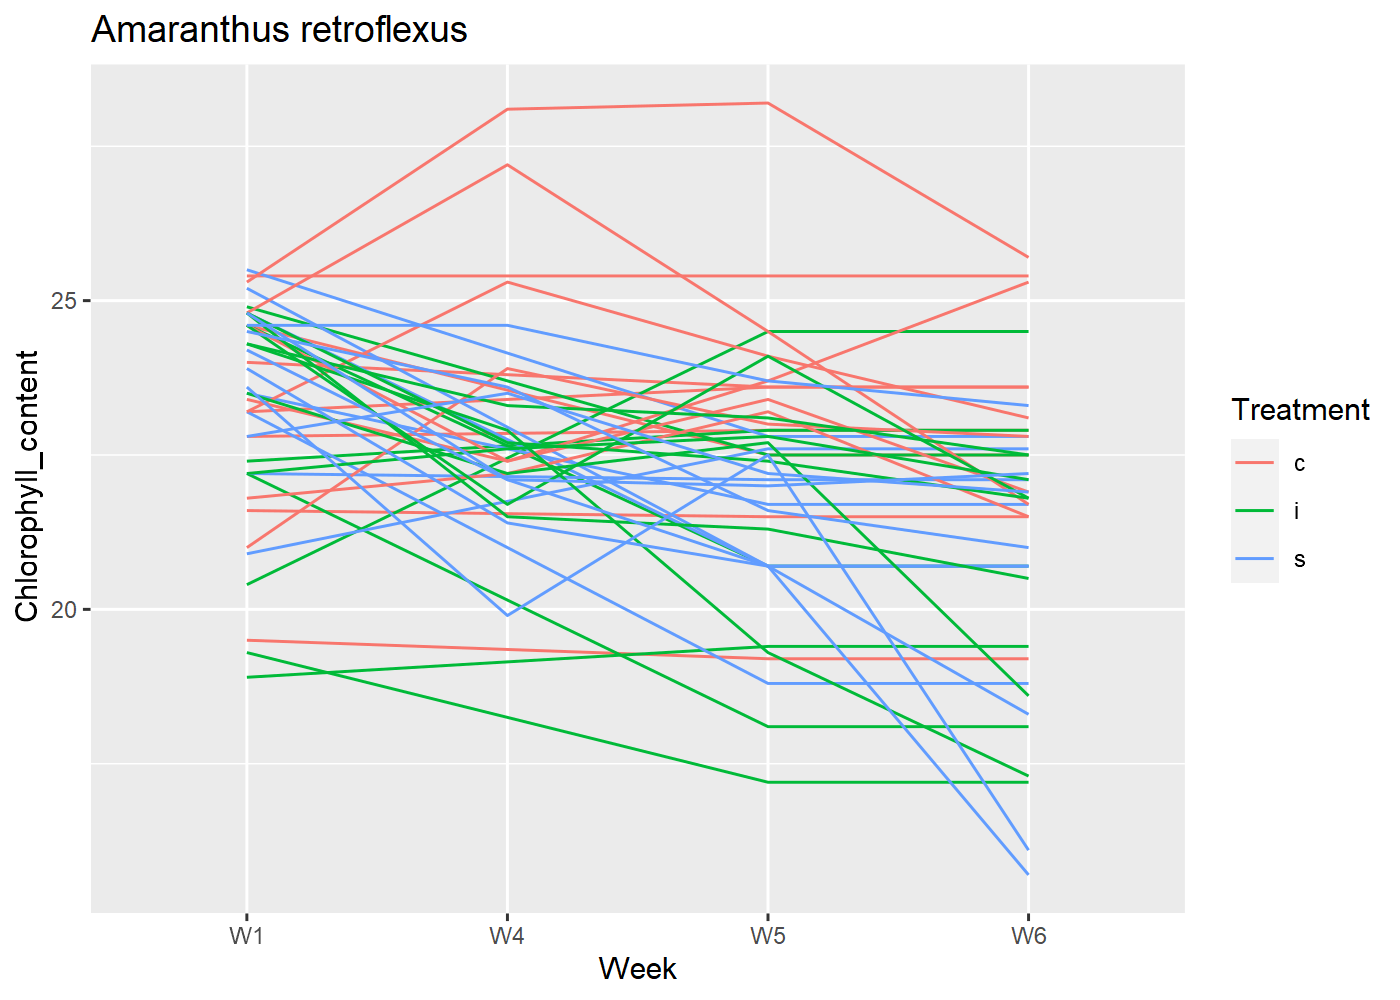 Amaranthus retroflexus
Chlorophyll_content
25
20
W1
W4
W5
W6
Week
Treatment
c
i
s